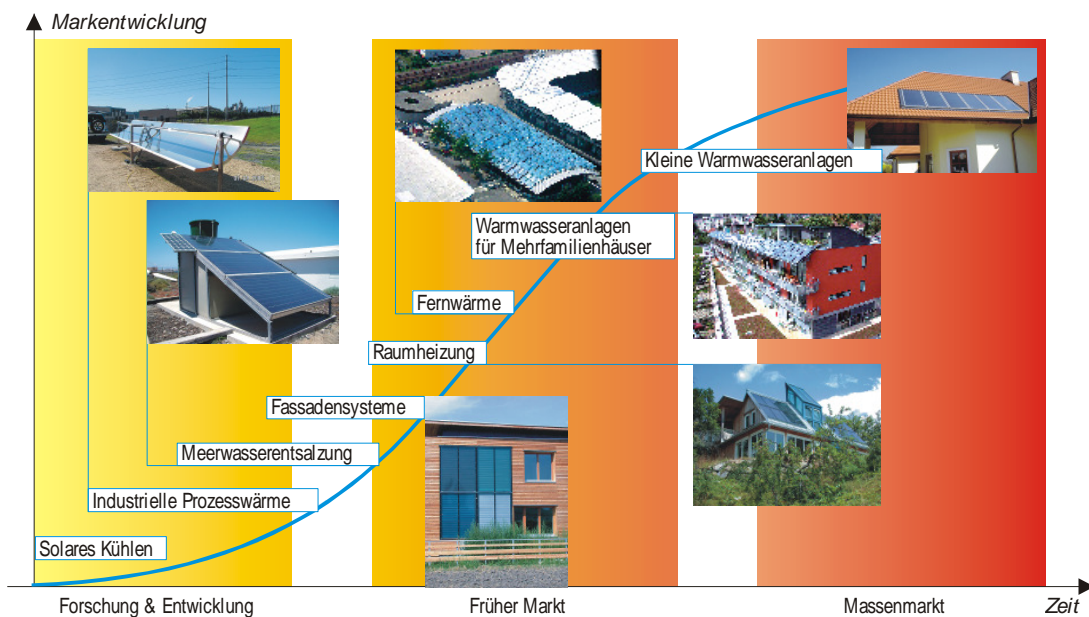 Markentwicklung
Kleine Warmwasseranlagen
Warmwasseranlagen
für Mehrfamilienhäuser
Fernwärme
Raumheizung
Fassadensysteme
Meerwasserentsalzung
Industrielle Prozesswärme
Solares Kühlen
Forschung & Entwicklung
Früher Markt
Massenmarkt
Zeit